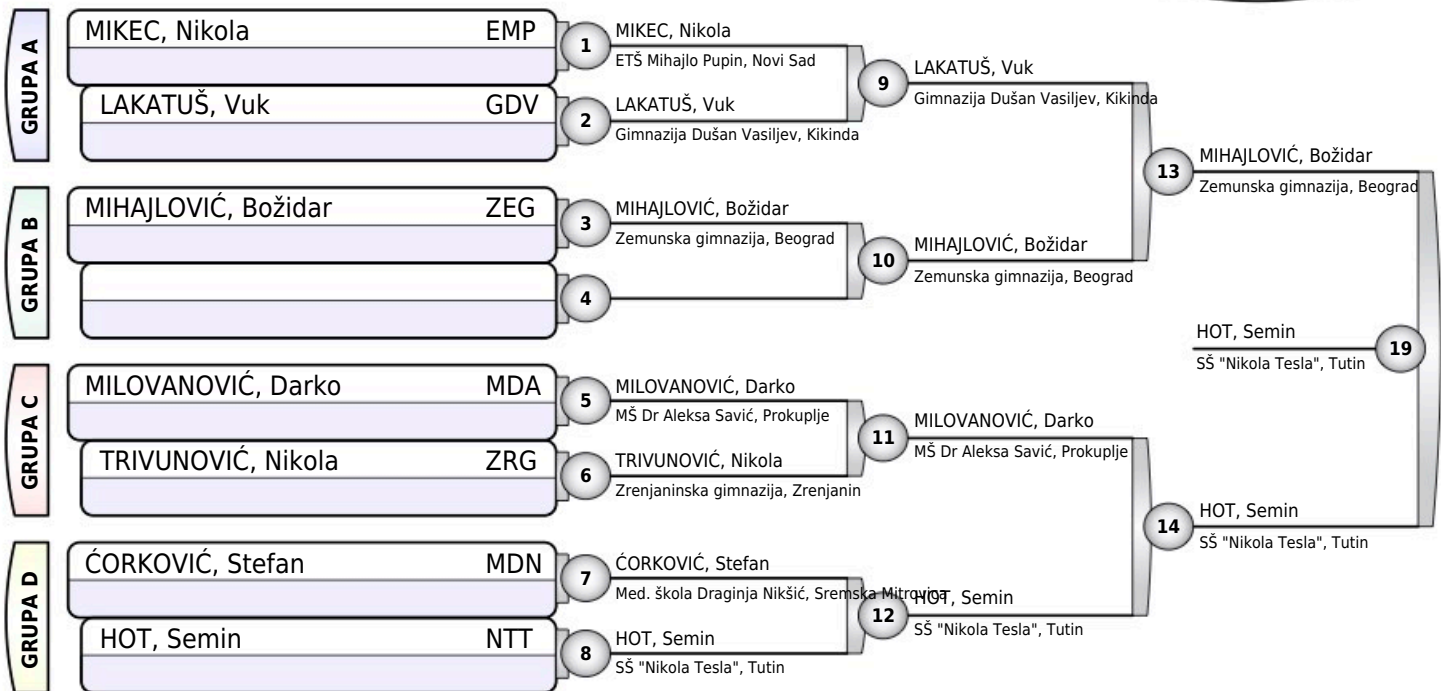 GRUPA A
MIKEC, Nikola EMP
LAKATUŠ, Vuk GDV
GRUPA B
MIHAJLOVIĆ, Božidar ZEG
GRUPA C
MILOVANOVIĆ, Darko MDA
TRIVUNOVIĆ, Nikola ZRG
GRUPA D
ĆORKOVIĆ, Stefan MDN
HOT, Semin NTT
1
MIKEC, Nikola
ETŠ Mihajlo Pupin, Novi Sad
2
LAKATUŠ, Vuk
Gimnazija Dušan Vasiljev, Kikinda
3
MIHAJLOVIĆ, Božidar
Zemunska gimnazija, Beograd
4
5
MILOVANOVIĆ, Darko
MŠ Dr Aleksa Savić, Prokuplje
6
TRIVUNOVIĆ, Nikola
Zrenjaninska gimnazija, Zrenjanin
7
ĆORKOVIĆ, Stefan
Med. škola Draginja Nikšić, Sremska Mitrovica
8
HOT, Semin
SŠ "Nikola Tesla", Tutin
9
LAKATUŠ, Vuk
Gimnazija Dušan Vasiljev, Kikinda
10
MIHAJLOVIĆ, Božidar
Zemunska gimnazija, Beograd
11
MILOVANOVIĆ, Darko
MŠ Dr Aleksa Savić, Prokuplje
12
HOT, Semin
SŠ "Nikola Tesla", Tutin
13
MIHAJLOVIĆ, Božidar
Zemunska gimnazija, Beograd
14
HOT, Semin
SŠ "Nikola Tesla", Tutin
HOT, Semin
SŠ "Nikola Tesla", Tutin
19